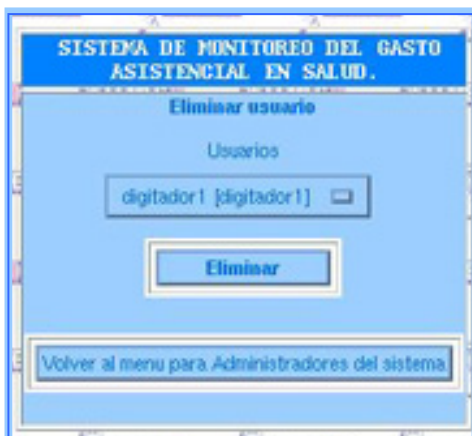 SISTEMA DE MONITOREO DEL GASTO
ASISTENCIAL EN SALUD.
Eliminar usuario
Usuarios
digitador1 [digitador1]
Eliminar
Volver al menu para Administradores del sistema.